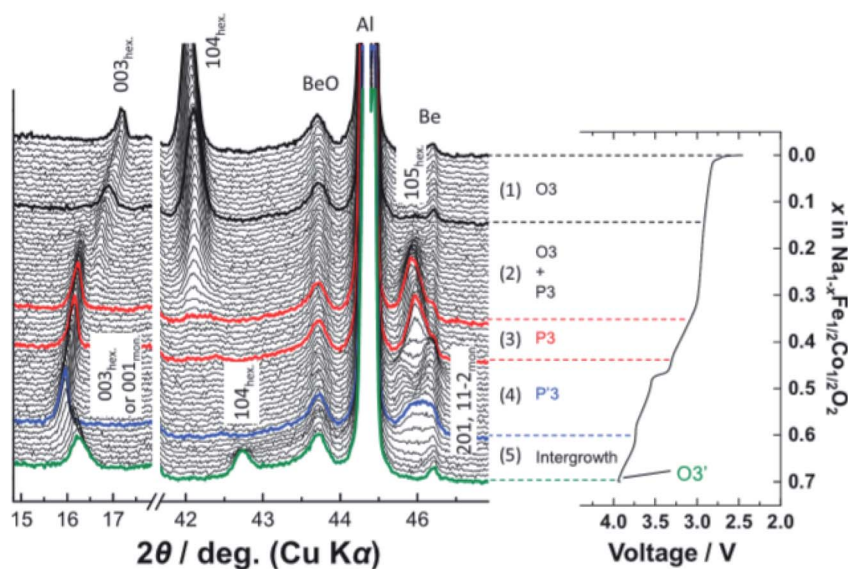 Al
003hex.
104hex.
BeO
Be
105hex.
003hex.
or 001mon.
104hex.
201, 11-2mon.
15 16 17 42 43 44 46
2θ / deg. (Cu Kα)
(1) O3
(2) O3
+
P3
(3) P3
(4) P'3
(5) Intergrowth
O3'
0.0
0.1
0.2
0.3
0.4
0.5
0.6
0.7
x in Na1-xFe1/2Co1/2O2
4.0 3.5 3.0 2.5 2.0
Voltage / V